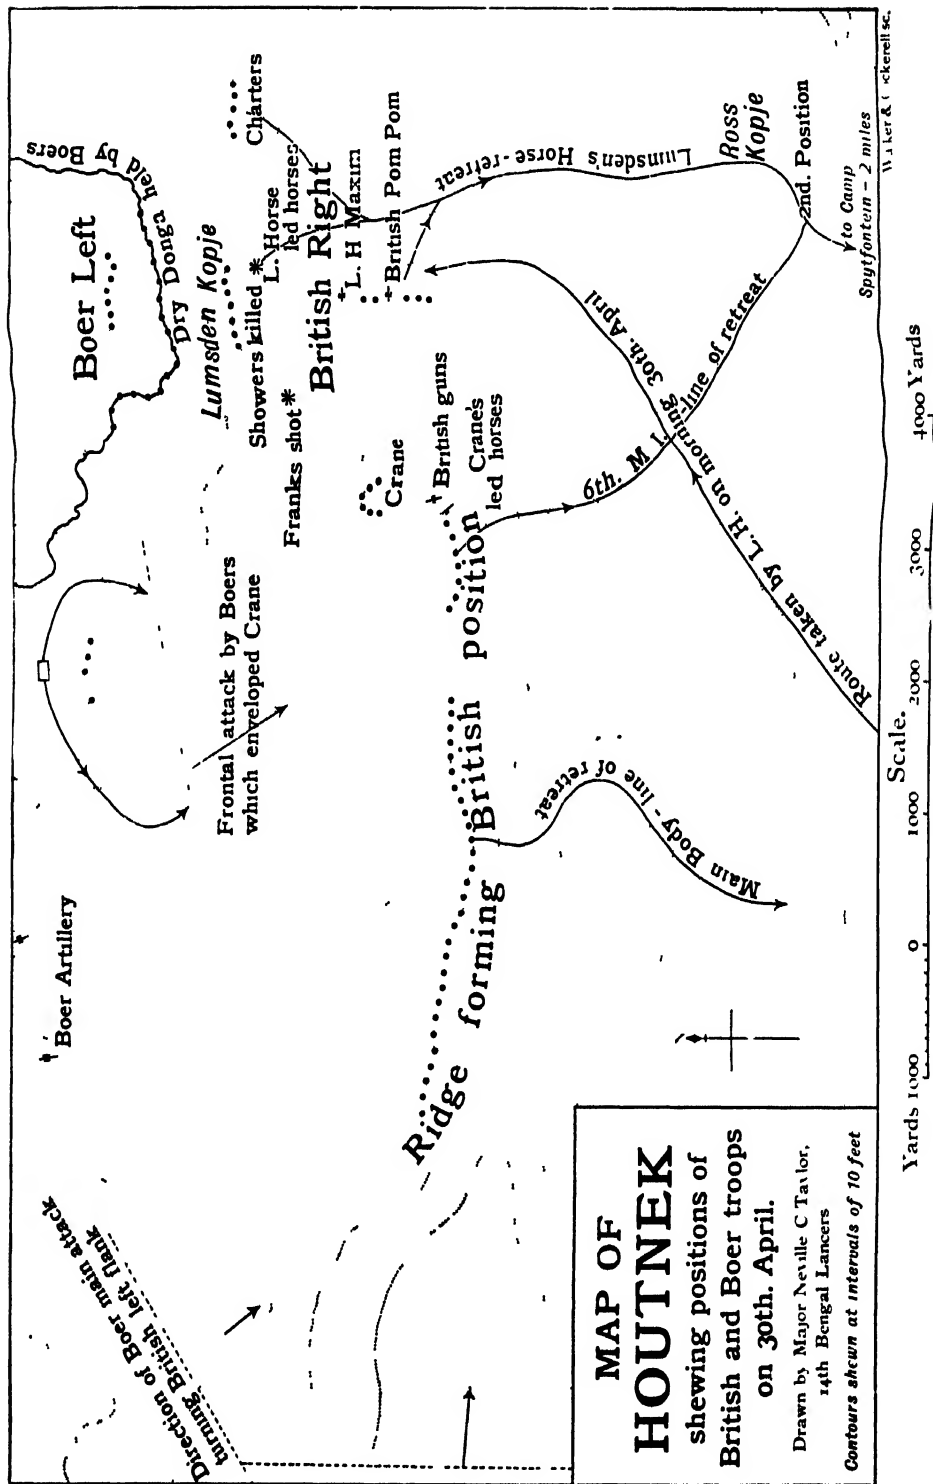 MAP OF
HOUTNEK
shewing positions of
British and Boer troops
on 30th. April.
Drawn by Major Neville C Taylor,
14th Bengal Lancers
Contours shewn at intervals of 10 feet
Direction of Boer main attack
turning British left flank
Boer Artillery
Frontal attack by Boers
which enveloped Crane
Boer Left
Dry Donga held by Boers
Lumsden Kopje
Showers killed *
L. Horse
led horses
Charters
Franks shot *
British Right
L. H Maxim
British Pom Pom
Crane
British guns
Crane's
led horses
Ridge forming British position
Main Body - line of retreat
6th. M I. line of retreat
Route taken by L.H. on morning 30th. April
Lumsden's Horse-retreat
Ross
Kopje
2nd. Position
to Camp
Spytfontein - 2 miles
Scale.
Yards 1000 0 1000 2000 3000 4000 Yards